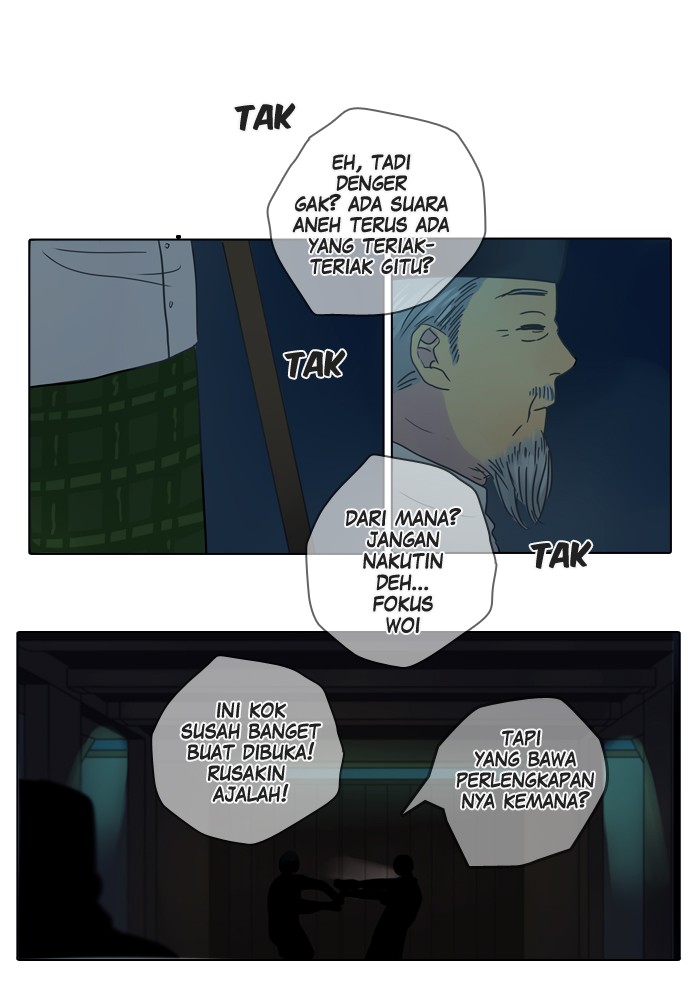 TAK
EH, TADI
DENGER
GAK? ADA SUARA
ANEH TERUS ADA
YANG TERIAK-
TERIAK GITU?
TAK
DARI MANA?
JANGAN
NAKUTIN
DEH...
FOKUS
WOI
TAK
INI KOK
SUSAH BANGET
BUAT DIBUKA!
RUSAKIN
AJALAH!
TAPI
YANG BAWA
PERLENGKAPAN
NYA KEMANA?